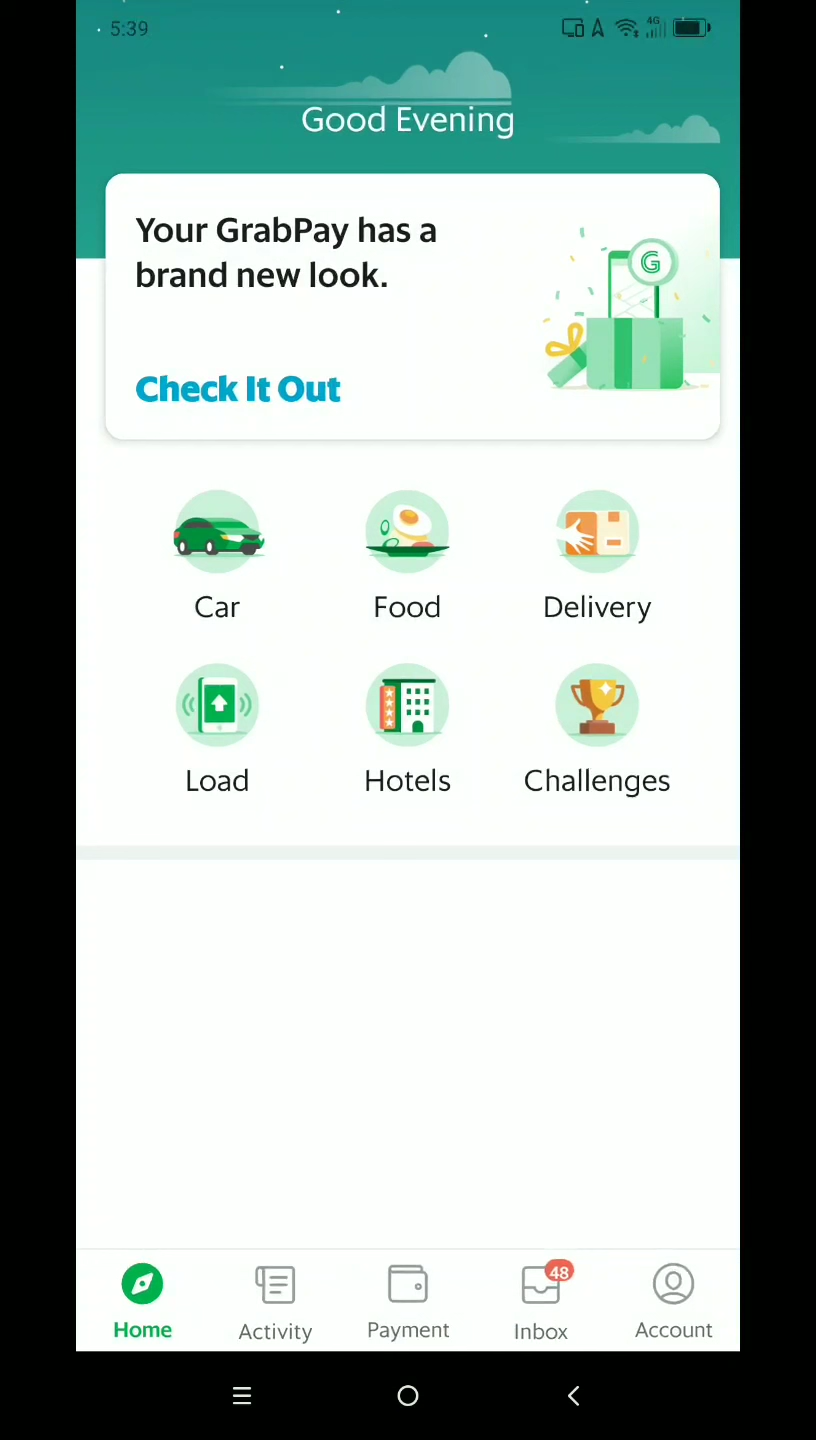 5:39
4G
Good Evening
Your GrabPay has a
brand new look.
G
Check It Out
Car
Food
Delivery
Load
Hotels
Challenges
48
Home
Activity
Payment
Inbox
Account